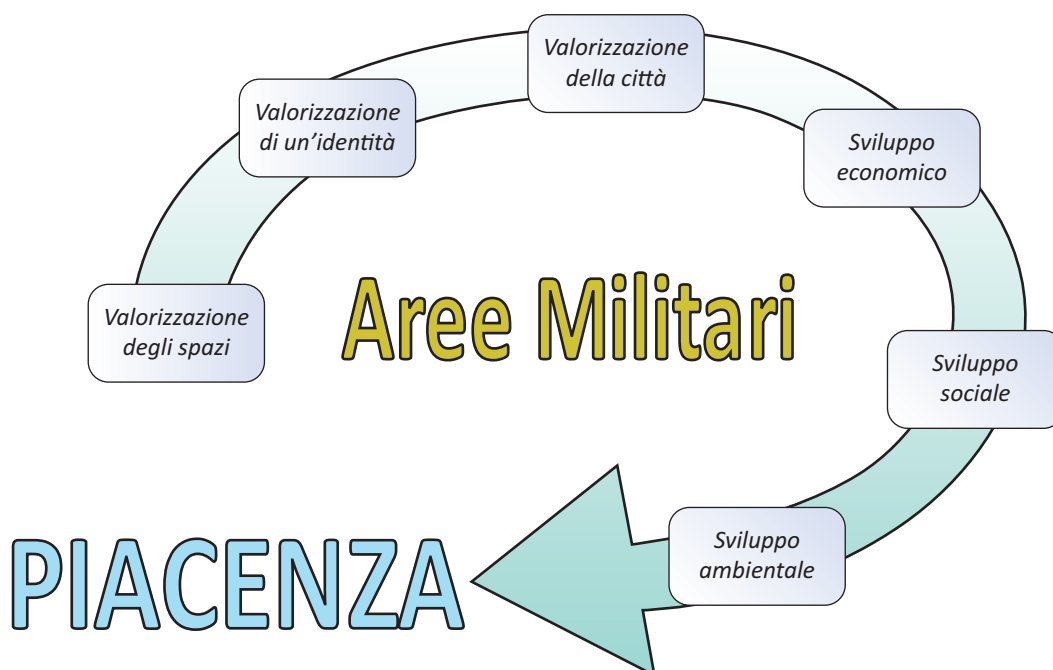 Valorizzazione
degli spazi
Valorizzazione
di un’identità
Valorizzazione
della città
Sviluppo
economico
Sviluppo
sociale
Sviluppo
ambientale
Aree Militari
PIACENZA